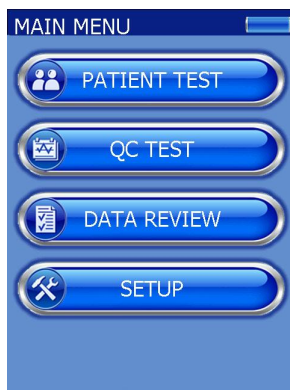 MAIN MENU
PATIENT TEST
QC TEST
DATA REVIEW
SETUP